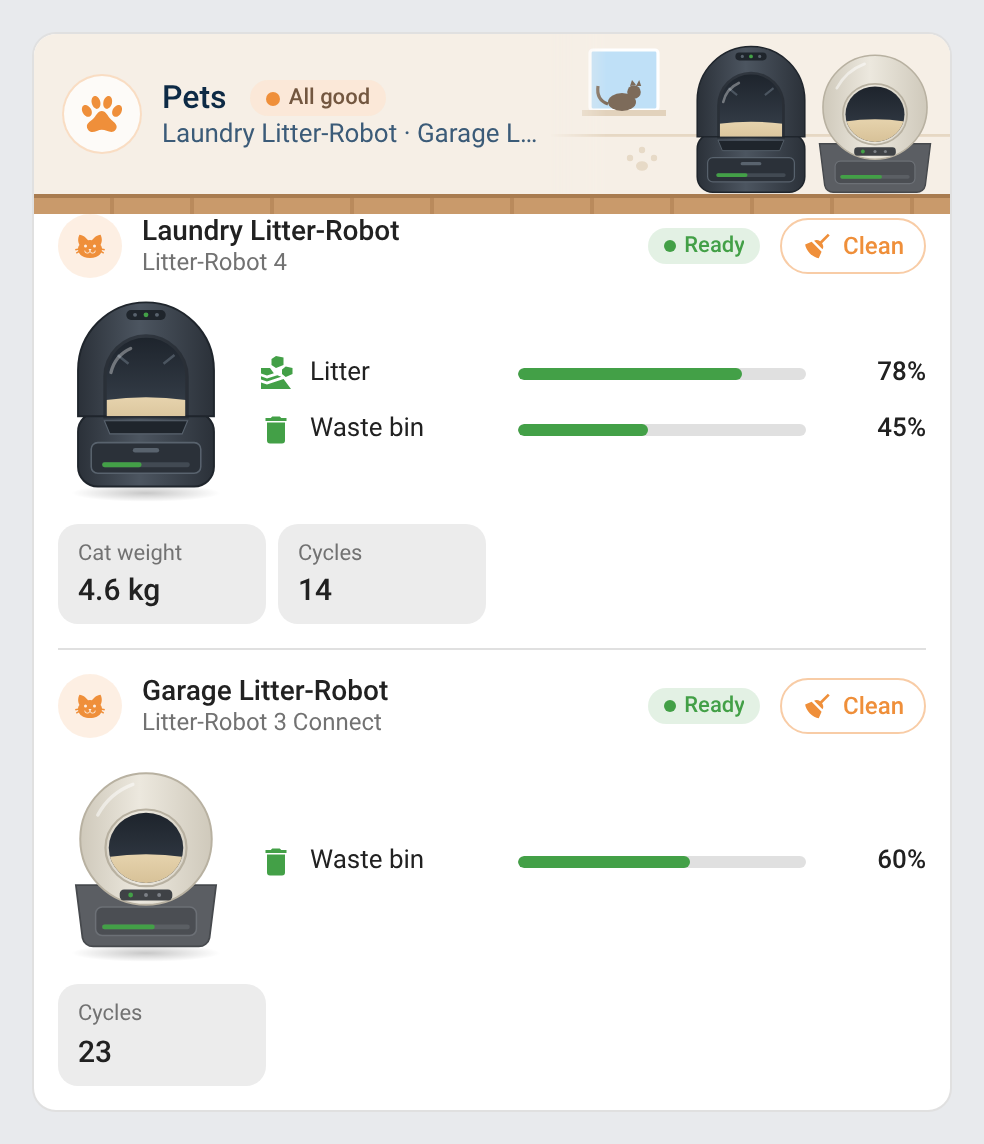 Pets
All good
Laundry Litter-Robot · Garage L...
Laundry Litter-Robot
Litter-Robot 4
Ready
Clean
Litter
78%
Waste bin
45%
Cat weight
4.6 kg
Cycles
14
Garage Litter-Robot
Litter-Robot 3 Connect
Ready
Clean
Waste bin
60%
Cycles
23